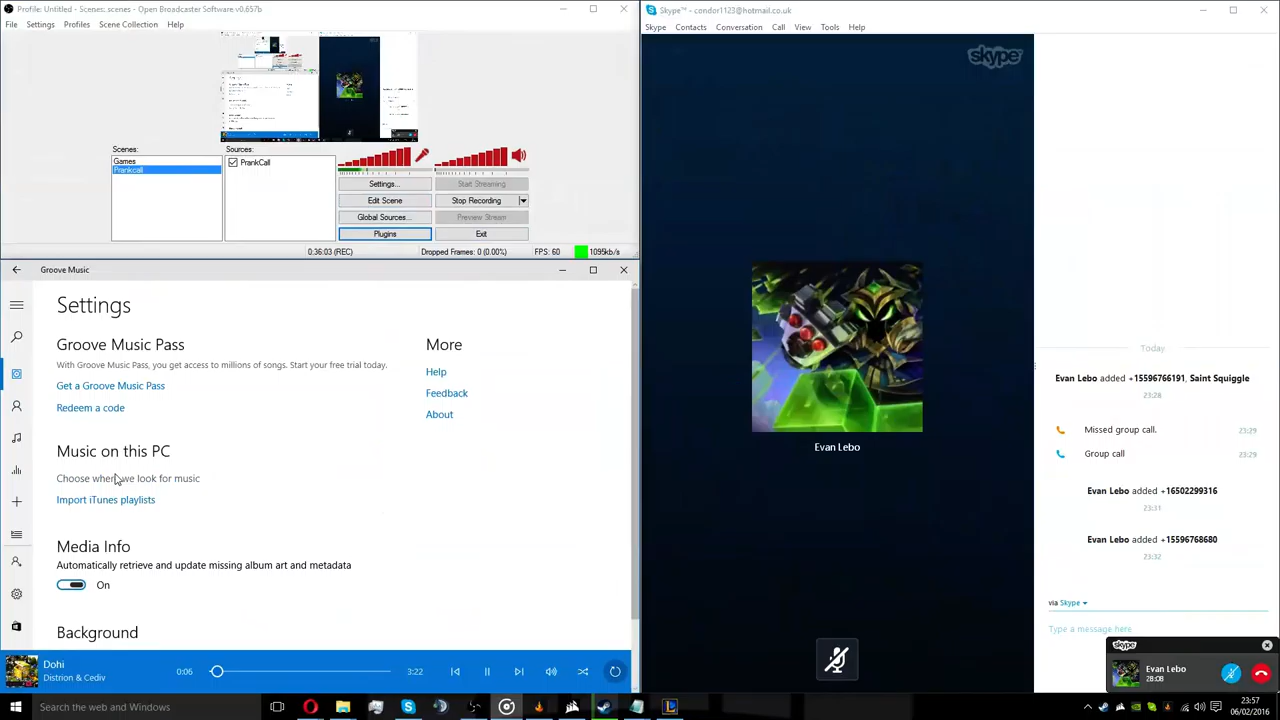 Profile: Untitled - Scenes: scenes - Open Broadcaster Software v0.657b
File Settings Profiles Scene Collection Help
Scenes:
Games
Prankcall
Sources:
PrankCall
Settings...
Start Streaming
Edit Scene
Stop Recording
Global Sources...
Preview Stream
Plugins
Exit
0:36:03 (REC)
Dropped Frames: 0 (0.00%)
FPS: 60
1095kb/s
Groove Music
Settings
Groove Music Pass
With Groove Music Pass, you get access to millions of songs. Start your free trial today.
Get a Groove Music Pass
Redeem a code
Music on this PC
Choose where we look for music
Import iTunes playlists
Media Info
Automatically retrieve and update missing album art and metadata
On
Background
More
Help
Feedback
About
Dohi
Distrion & Cediv
0:06
3:22
Skype™ - condor1123@hotmail.co.uk
Skype Contacts Conversation Call View Tools Help
skype
Evan Lebo
Today
Evan Lebo added +15596766191, Saint Squiggle
23:28
Missed group call. 23:29
Group call 23:29
Evan Lebo added +16502299316
23:31
Evan Lebo added +15596768680
23:32
via Skype
Type a message here
skype
Evan Lebo
28:08
Search the web and Windows
23:57
06/02/2016